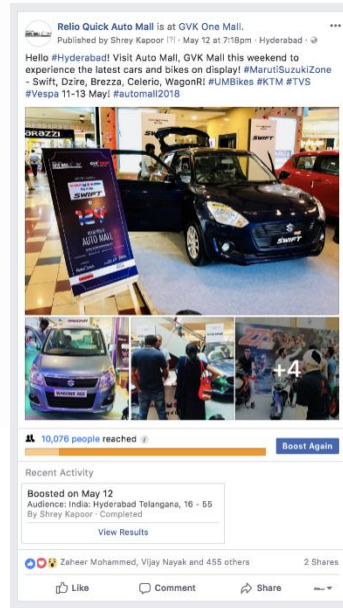 Relio Quick Auto Mall is at GVK One Mall.
Published by Shrey Kapoor [?] · May 12 at 7:18pm · Hyderabad ·
Hello #Hyderabad! Visit Auto Mall, GVK Mall this weekend to
experience the latest cars and bikes on display! #MarutiSuzukiZone
- Swift, Dzire, Brezza, Celerio, WagonR! #UMBikes #KTM #TVS
#Vespa 11-13 May! #automall2018
SWIFT
AUTO MALL
SWIFT
+4
10,076 people reached
Boost Again
Recent Activity
Boosted on May 12
Audience: India: Hyderabad Telangana, 16 - 55
By Shrey Kapoor · Completed
View Results
Zaheer Mohammed, Vijay Nayak and 455 others
2 Shares
Like
Comment
Share